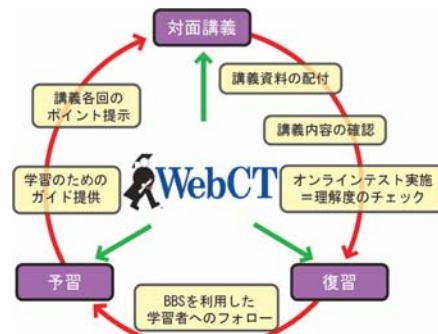 対面講義
講義資料の配付
講義各回の
ポイント提示
講義内容の確認
学習のための
ガイド提供
WebCT
オンラインテスト実施
＝理解度のチェック
予習
復習
BBSを利用した
学習者へのフォロー